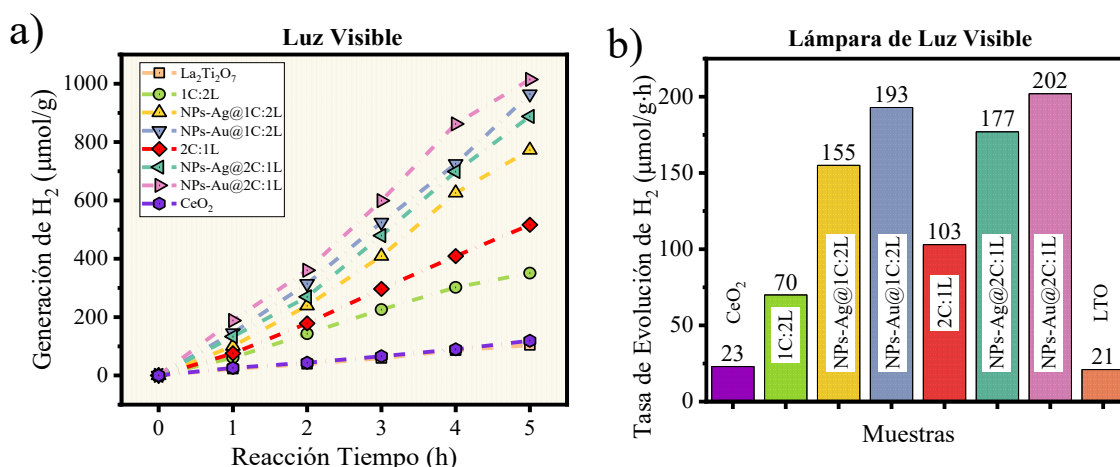 a)
Luz Visible
Generación de H₂ (μmol/g)
1000
800
600
400
200
0
La₂Ti₂O₇
1C:2L
NPs-Ag@1C:2L
NPs-Au@1C:2L
2C:1L
NPs-Ag@2C:1L
NPs-Au@2C:1L
CeO₂
0 1 2 3 4 5
Reacción Tiempo (h)
b)
Lámpara de Luz Visible
Tasa de Evolución de H₂ (μmol/g·h)
200
150
100
50
0
23
70
155
193
103
177
202
21
CeO₂
1C:2L
NPs-Ag@1C:2L
NPs-Au@1C:2L
2C:1L
NPs-Ag@2C:1L
NPs-Au@2C:1L
LTO
Muestras